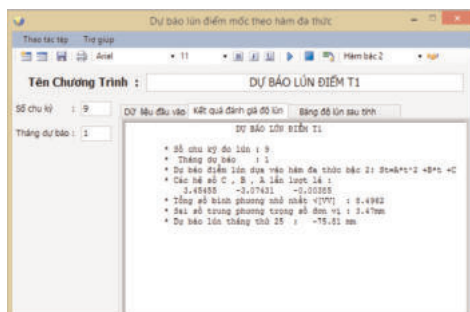 Dự báo lún điểm mốc theo hàm đa thức
Thao tác tệp Trợ giúp
Arial 11 Hàm bậc 2
Tên Chương Trình : DỰ BÁO LÚN ĐIỂM T1
Số chu kỳ : 9
Tháng dự báo : 1
Dữ liệu đầu vào Kết quả đánh giá độ lún Bảng độ lún sau tính
DỰ BÁO LÚN ĐIỂM T1
* Số chu kỳ đo lún : 9
* Tháng dự báo : 1
* Dự báo điểm lún dựa vào hàm đa thức bậc 2: St=A*t^2 +B*t +C
* Các hệ số C , B , A lần lượt là :
3.45455 -3.07431 -0.00385
* Tổng số bình phương nhỏ nhất √[VV] : 8.4962
* Sai số trung phương trọng số đơn vị : 3.47mm
* Dự báo lún tháng thứ 25 : -75.81 mm